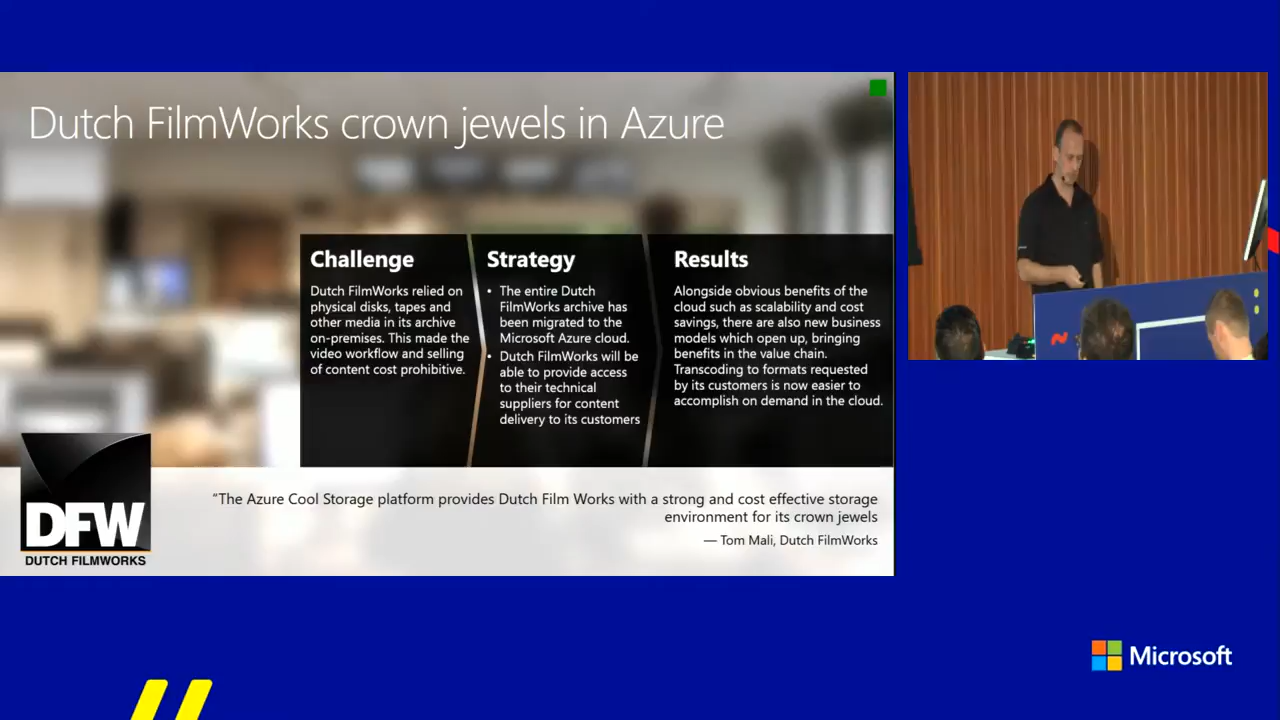 Dutch FilmWorks crown jewels in Azure
Challenge
Dutch FilmWorks relied on
physical disks, tapes and
other media in its archive
on-premises. This made the
video workflow and selling
of content cost prohibitive.
Strategy
• The entire Dutch
FilmWorks archive has
been migrated to the
Microsoft Azure cloud.
• Dutch FilmWorks will be
able to provide access
to their technical
suppliers for content
delivery to its customers
Results
Alongside obvious benefits of the
cloud such as scalability and cost
savings, there are also new business
models which open up, bringing
benefits in the value chain.
Transcoding to formats requested
by its customers is now easier to
accomplish on demand in the cloud.
DFW
DUTCH FILMWORKS
“The Azure Cool Storage platform provides Dutch Film Works with a strong and cost effective storage
environment for its crown jewels
— Tom Mali, Dutch FilmWorks
Microsoft